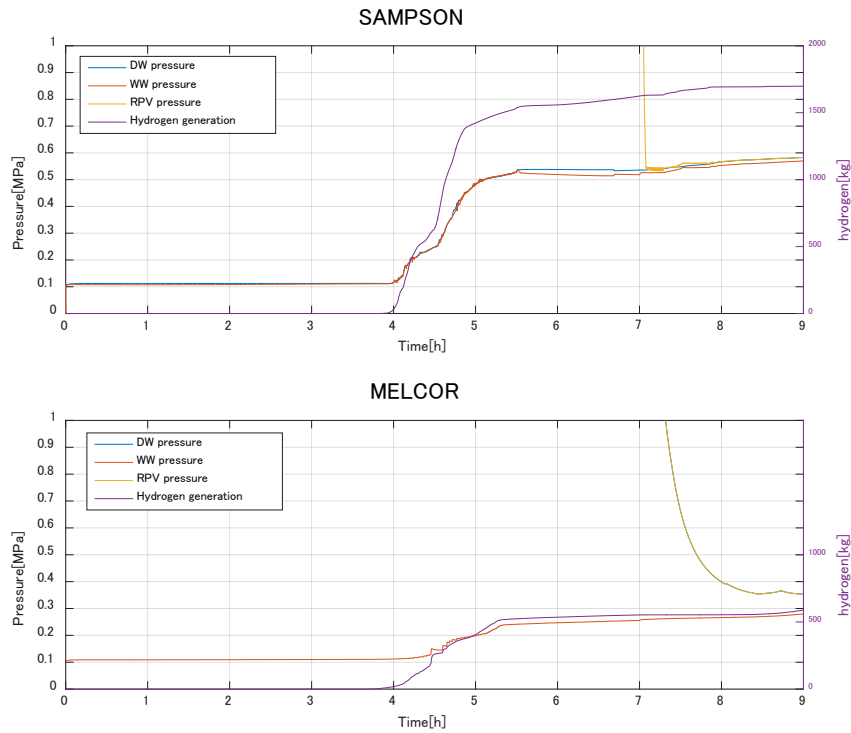 SAMPSON
DW pressure
WW pressure
RPV pressure
Hydrogen generation
Pressure[MPa]
1
0.9
0.8
0.7
0.6
0.5
0.4
0.3
0.2
0.1
0
2000
1500
1000
500
0
hydrogen[kg]
0 1 2 3 4 5 6 7 8 9
Time[h]
MELCOR
DW pressure
WW pressure
RPV pressure
Hydrogen generation
Pressure[MPa]
1
0.9
0.8
0.7
0.6
0.5
0.4
0.3
0.2
0.1
0
1000
500
0
hydrogen[kg]
0 1 2 3 4 5 6 7 8 9
Time[h]